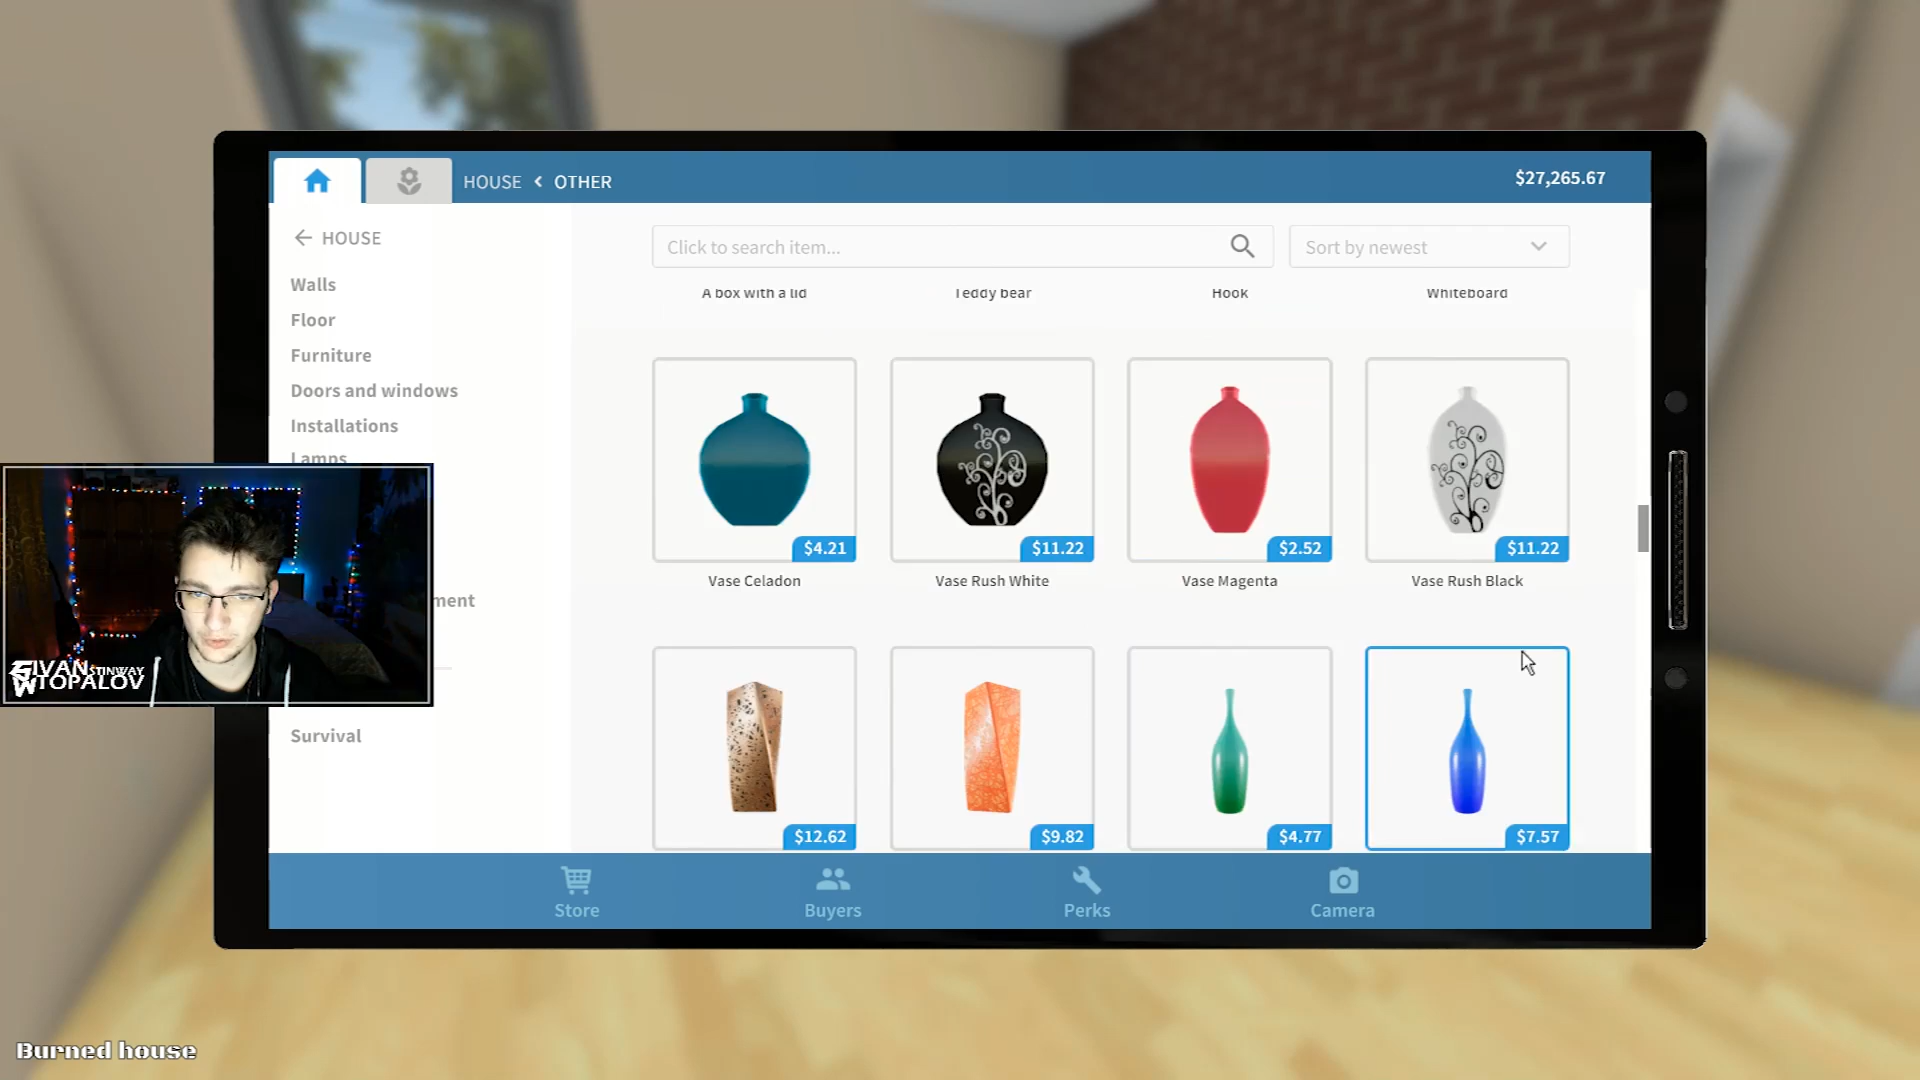 HOUSE < OTHER
$27,265.67
HOUSE
Click to search item...
Sort by newest
Walls
Floor
Furniture
Doors and windows
Installations
Lamps
ment
Survival
A box with a lid
Teddy bear
Hook
Whiteboard
$4.21
$11.22
$2.52
$11.22
Vase Celadon
Vase Rush White
Vase Magenta
Vase Rush Black
$12.62
$9.82
$4.77
$7.57
IVAN STINWAY
TOPALOV
Store
Buyers
Perks
Camera
Burned house